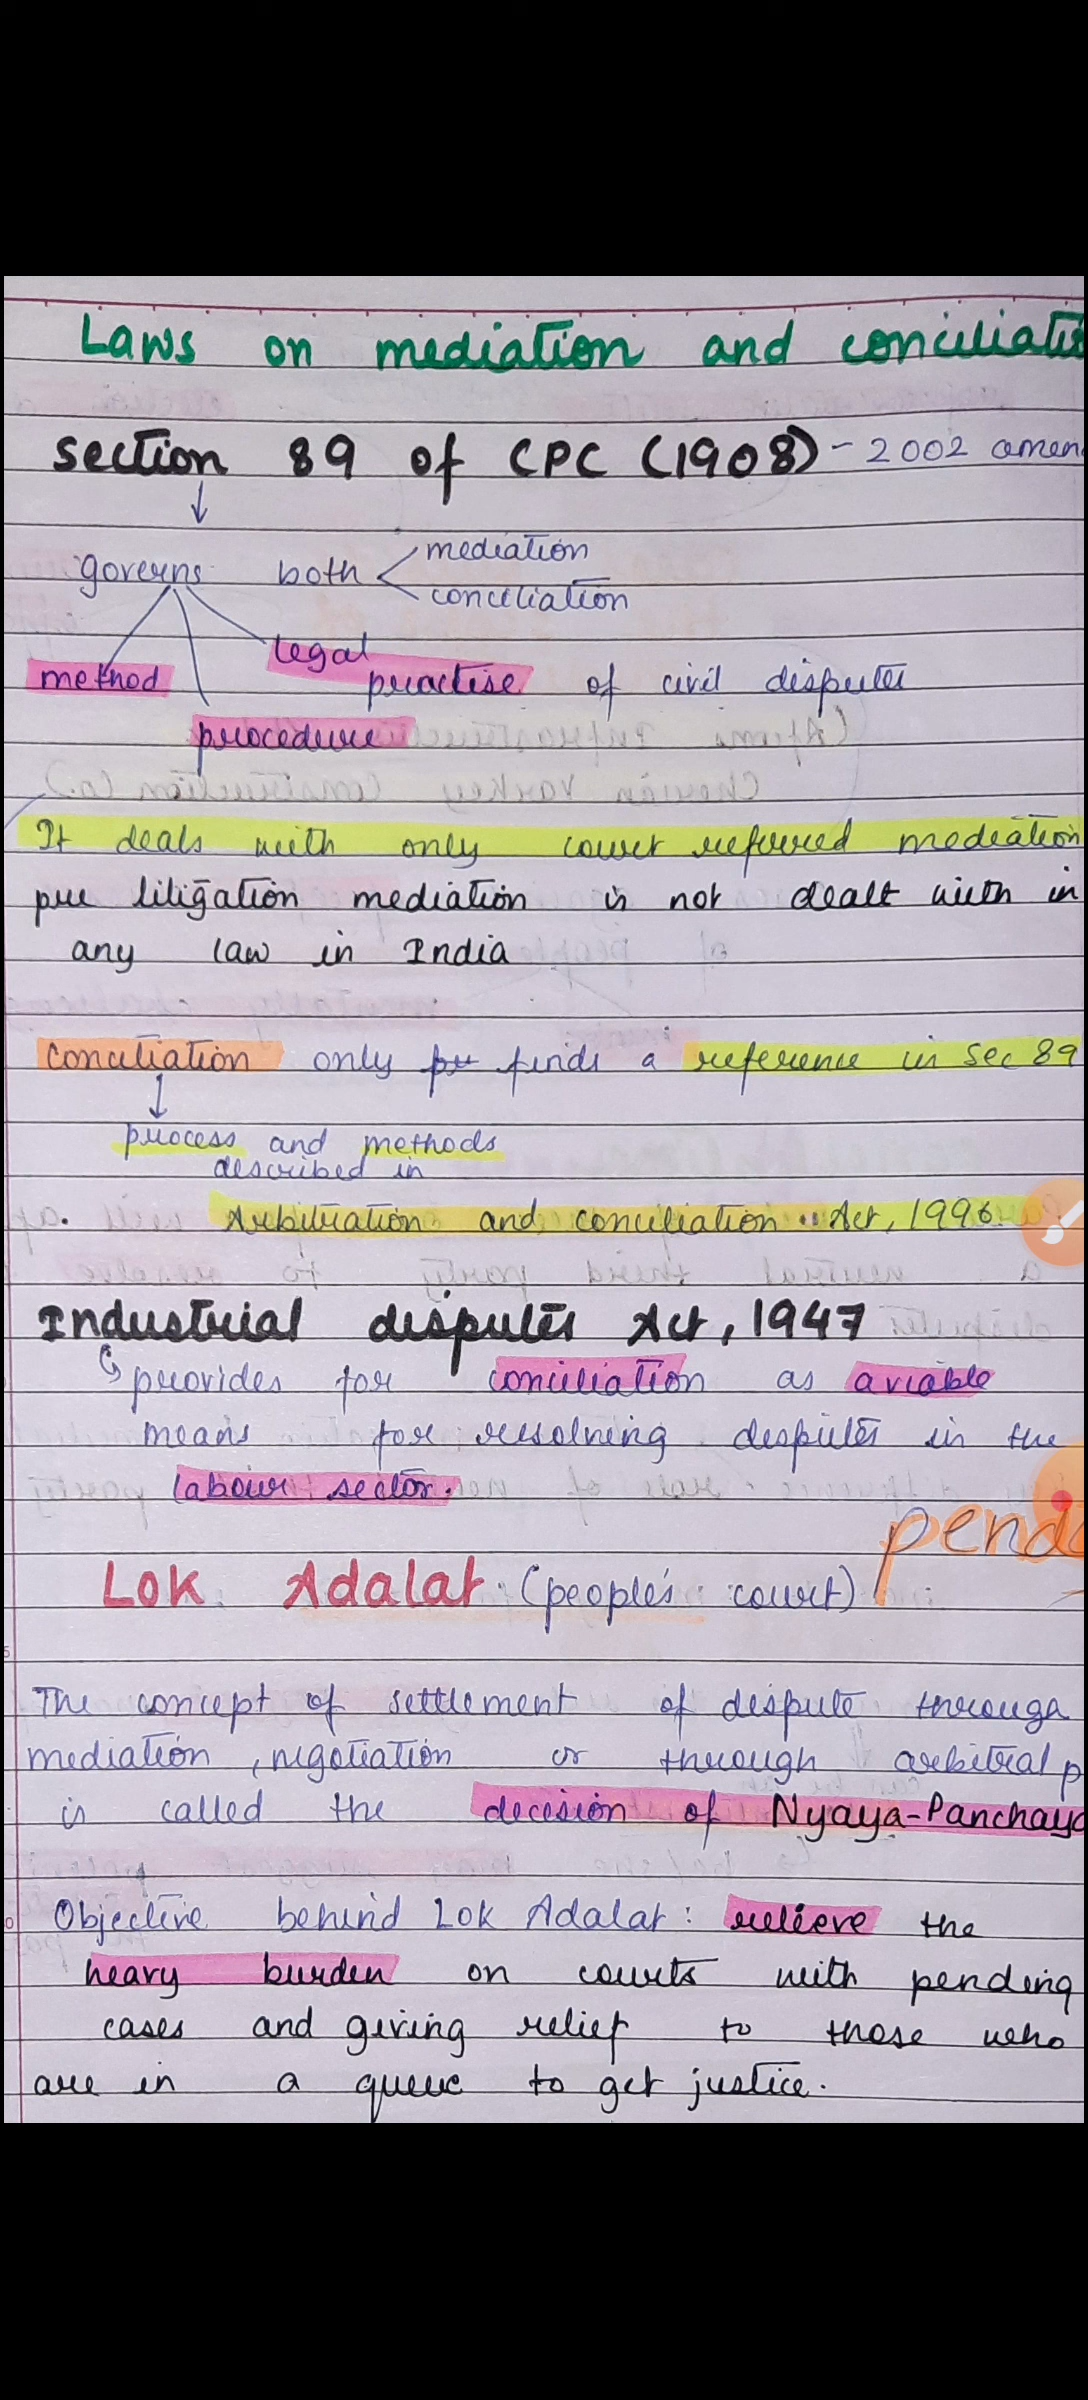 Laws on mediation and conciliatio
section 89 of CPC (1908) - 2002 amen
governs both mediation
conciliation
method legal practise of civil disputes
procedure
It deals with only court referred mediation
pre litigation mediation is not dealt with in
any law in India
conciliation only finds a reference in Sec 89
process and methods
described in
Arbitration and conciliation Act, 1996
Industrial disputes Act, 1947
provides for conciliation as aviable
means for resolving desputes in the
labour sector.
pend
Lok Adalat (people's court)
The concept of settlement of despute through
mediation, negotiation or through arbitral p
is called the decision of Nyaya-Panchaya
Objective behind Lok Adalat: relieve the
heavy burden on courts with pending
cases and giving relief to those who
are in a queue to get justice.